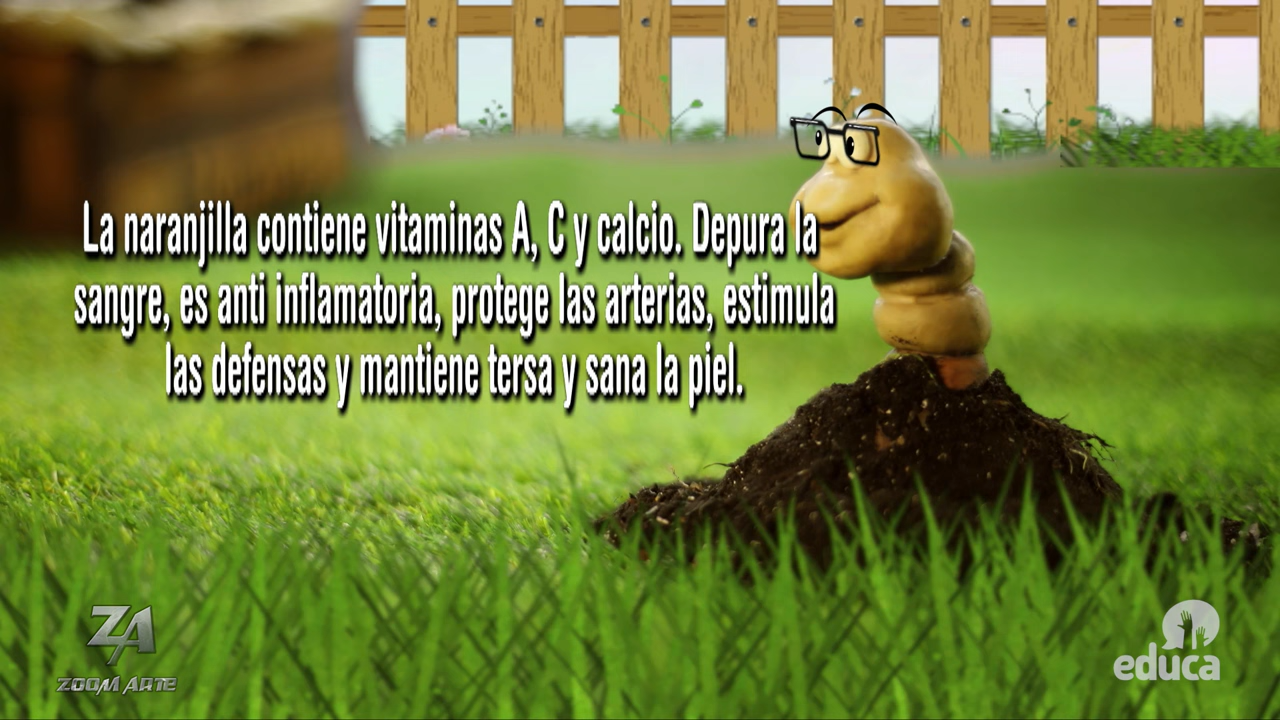 La naranjilla contiene vitaminas A, C y calcio. Depura la
sangre, es anti inflamatoria, protege las arterias, estimula
las defensas y mantiene tersa y sana la piel.
ZA
ZOOM ARTE
educa